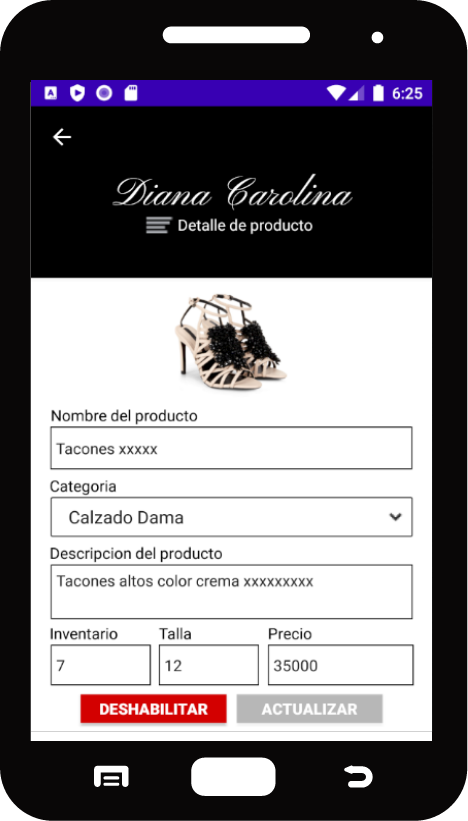 6:25
Diana Carolina
Detalle de producto
Nombre del producto
Tacones xxxxx
Categoria
Calzado Dama
Descripcion del producto
Tacones altos color crema xxxxxxxxx
Inventario Talla Precio
7 12 35000
DESHABILITAR ACTUALIZAR